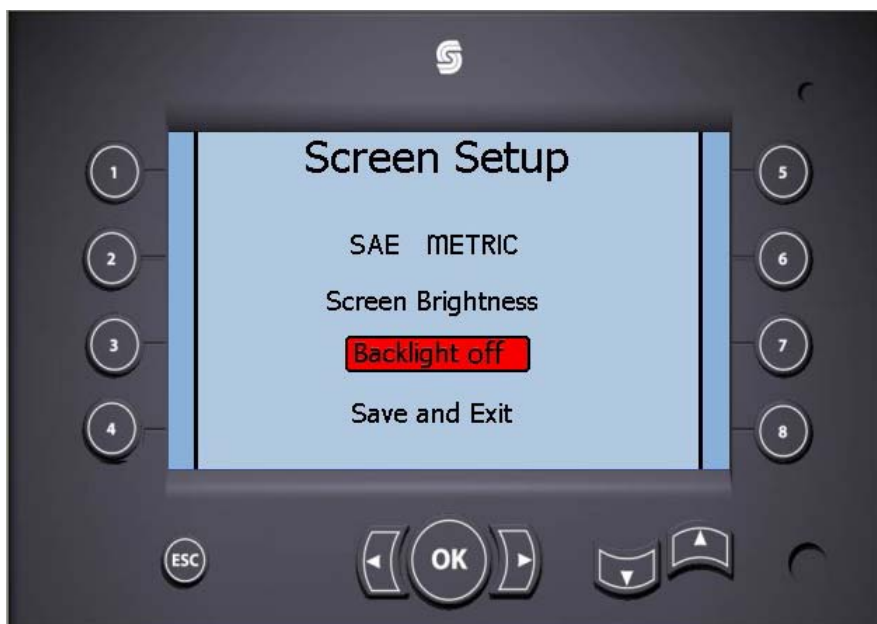 Screen Setup
SAE METRIC
Screen Brightness
Backlight off
Save and Exit
1
2
3
4
5
6
7
8
ESC
OK